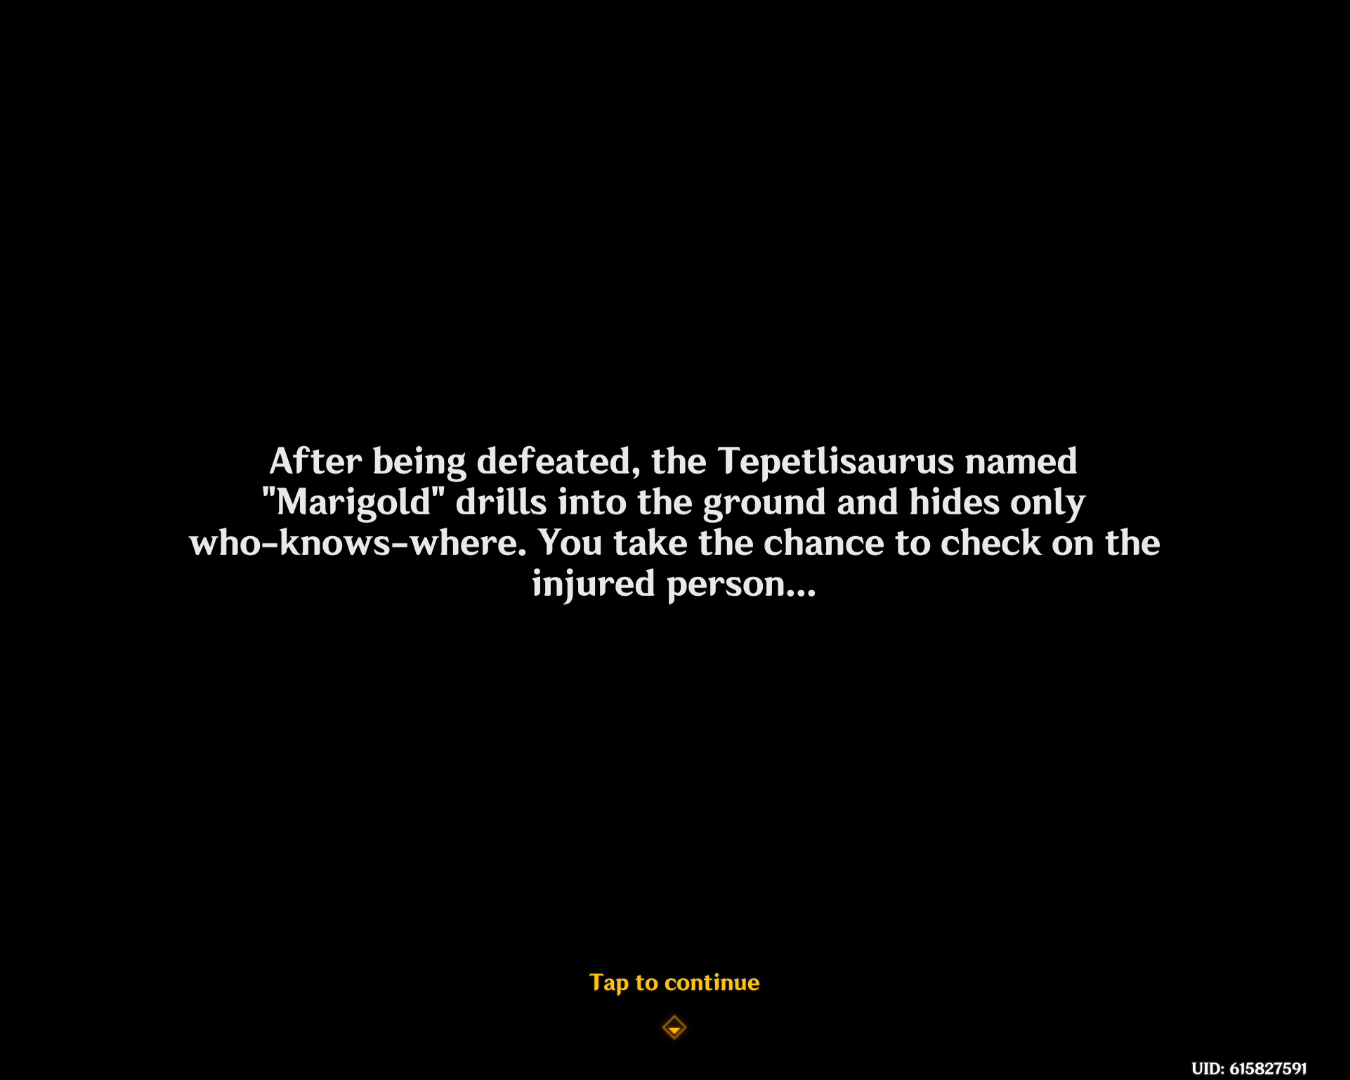 After being defeated, the Tepetlisaurus named
"Marigold" drills into the ground and hides only
who-knows-where. You take the chance to check on the
injured person...
Tap to continue
UID: 615827591